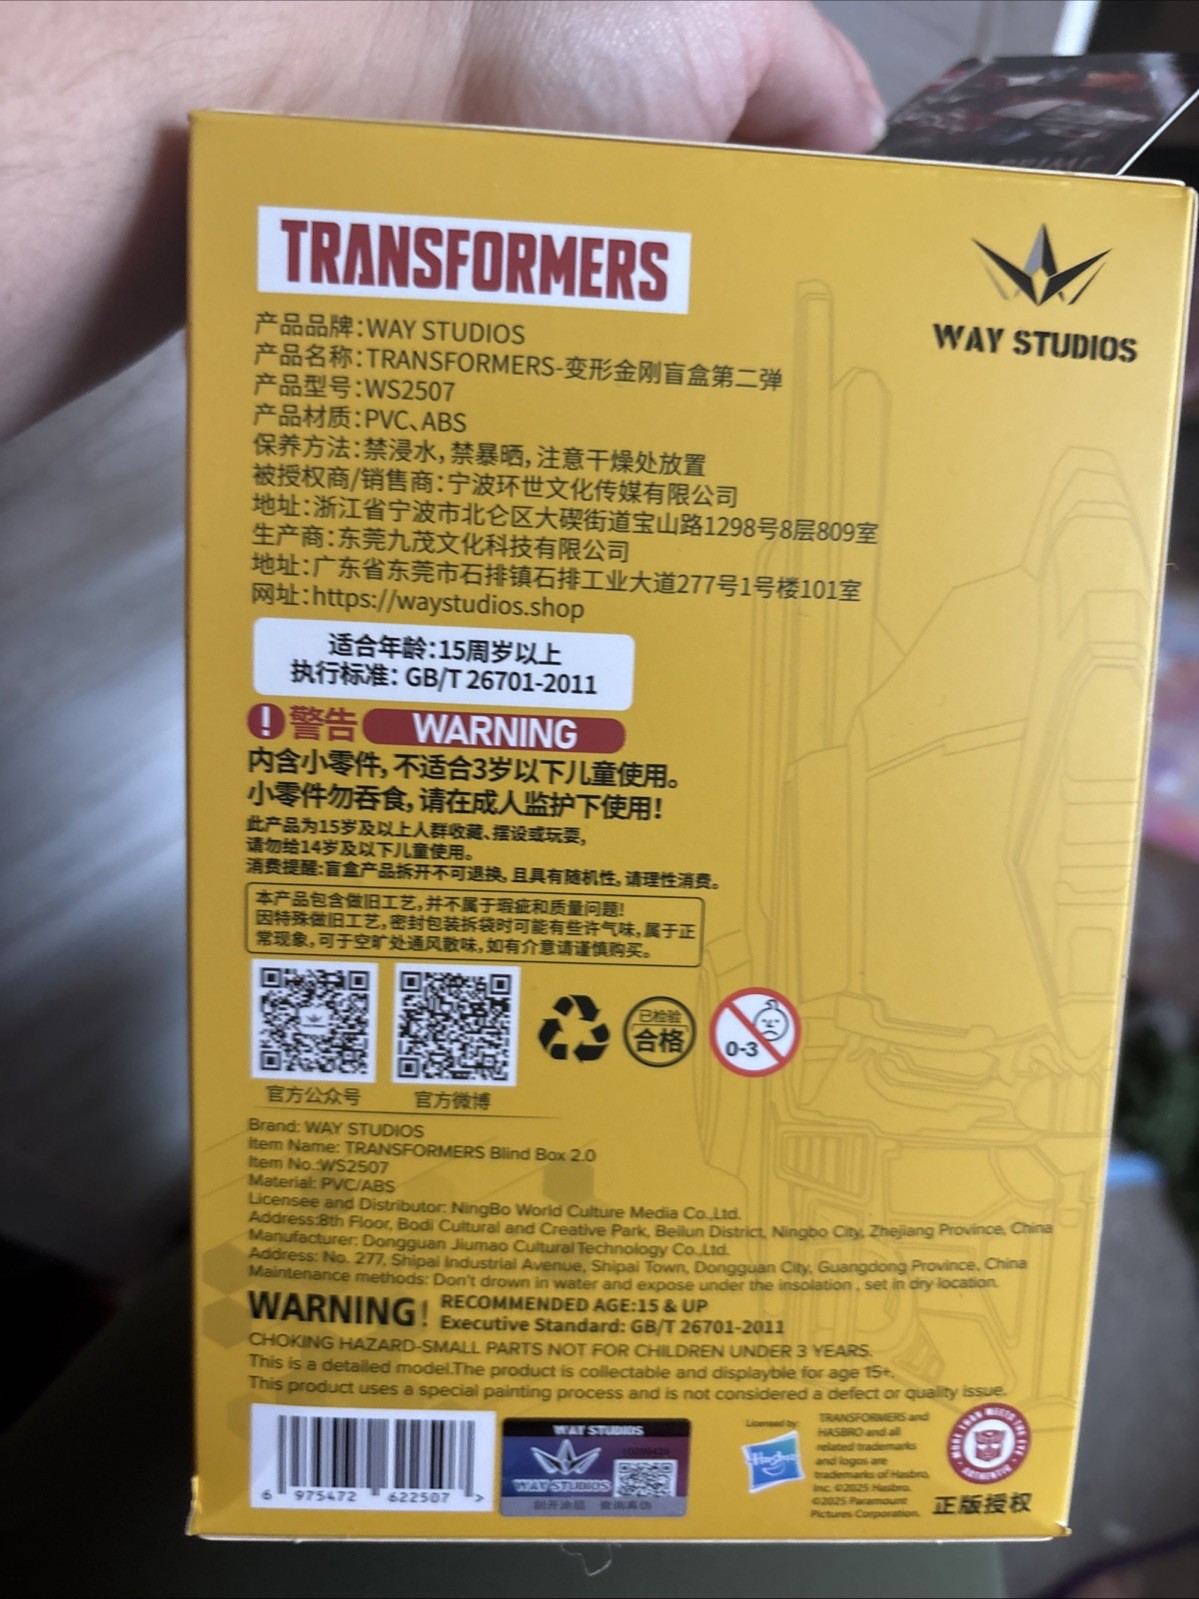 TRANSFORMERS
WAY STUDIOS
产品品牌:WAY STUDIOS
产品名称:TRANSFORMERS-变形金刚盲盒第二弹
产品型号:WS2507
产品材质:PVC、ABS
保养方法:禁浸水,禁暴晒,注意干燥处放置
被授权商/销售商:宁波环世文化传媒有限公司
地址:浙江省宁波市北仑区大碶街道宝山路1298号8层809室
生产商:东莞九茂文化科技有限公司
地址:广东省东莞市石排镇石排工业大道277号1号楼101室
网址:https://waystudios.shop
适合年龄:15周岁以上
执行标准: GB/T 26701-2011
! 警告 WARNING
内含小零件,不适合3岁以下儿童使用。
小零件勿吞食,请在成人监护下使用!
此产品为15岁及以上人群收藏、摆设或玩耍,
请勿给14岁及以下儿童使用。
消费提醒:盲盒产品拆开不可退换,且具有随机性,请理性消费。
本产品包含做旧工艺,并不属于瑕疵和质量问题!
因特殊做旧工艺,密封包装拆袋时可能有些许气味,属于正
常现象,可于空旷处通风散味,如有介意请谨慎购买。
已检验
合格
0-3
官方公众号 官方微博
Brand: WAY STUDIOS
Item Name: TRANSFORMERS Blind Box 2.0
Item No.:WS2507
Material: PVC/ABS
Licensee and Distributor: NingBo World Culture Media Co.,Ltd.
Address:8th Floor, Bodi Cultural and Creative Park, Beilun District, Ningbo City, Zhejiang Province, China
Manufacturer: Dongguan Jiumao Cultural Technology Co.,Ltd.
Address: No. 277, Shipai Industrial Avenue, Shipai Town, Dongguan City, Guangdong Province, China
Maintenance methods: Don't drown in water and expose under the insolation , set in dry location.
WARNING! RECOMMENDED AGE:15 & UP
Executive Standard: GB/T 26701-2011
CHOKING HAZARD-SMALL PARTS NOT FOR CHILDREN UNDER 3 YEARS.
This is a detailed model.The product is collectable and displayble for age 15+.
This product uses a special painting process and is not considered a defect or quality issue.
6 975472 622507 >
WAY STUDIOS
WAY STUDIOS
刮开涂层 查询真伪
Licensed by:
Hasbro
TRANSFORMERS and
HASBRO and all
related trademarks
and logos are
trademarks of Hasbro,
Inc. ©2025 Hasbro.
©2025 Paramount
Pictures Corporation.
MORE THAN MEETS THE EYE
AUTHENTIC
正版授权